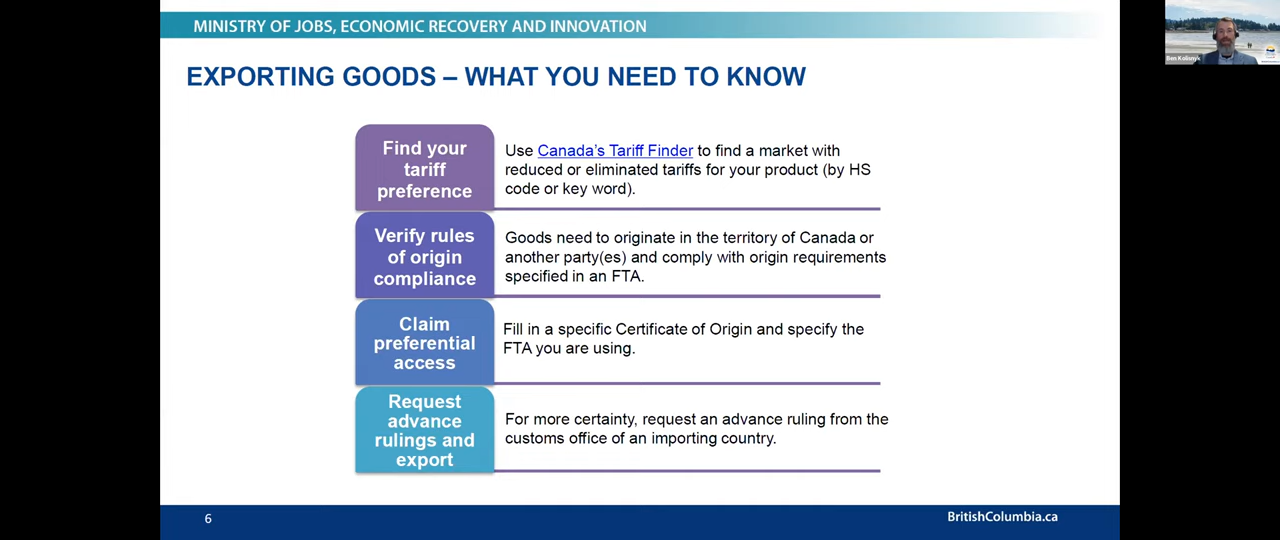 MINISTRY OF JOBS, ECONOMIC RECOVERY AND INNOVATION
EXPORTING GOODS – WHAT YOU NEED TO KNOW
Find your
tariff
preference
Use Canada's Tariff Finder to find a market with
reduced or eliminated tariffs for your product (by HS
code or key word).
Verify rules
of origin
compliance
Goods need to originate in the territory of Canada or
another party(es) and comply with origin requirements
specified in an FTA.
Claim
preferential
access
Fill in a specific Certificate of Origin and specify the
FTA you are using.
Request
advance
rulings and
export
For more certainty, request an advance ruling from the
customs office of an importing country.
6
BritishColumbia.ca
Ben Kolisnyk